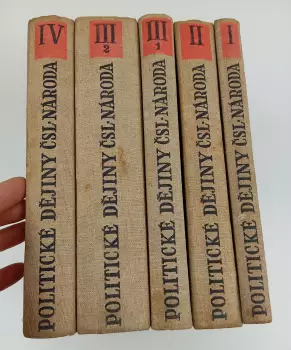 IV
POLITICKÉ DĚJINY ČSL·NÁRODA
III
2
POLITICKÉ DĚJINY ČSL·NÁRODA
III
1
POLITICKÉ DĚJINY ČSL·NÁRODA
II
POLITICKÉ DĚJINY ČSL·NÁRODA
I
POLITICKÉ DĚJINY ČSL·NÁRODA